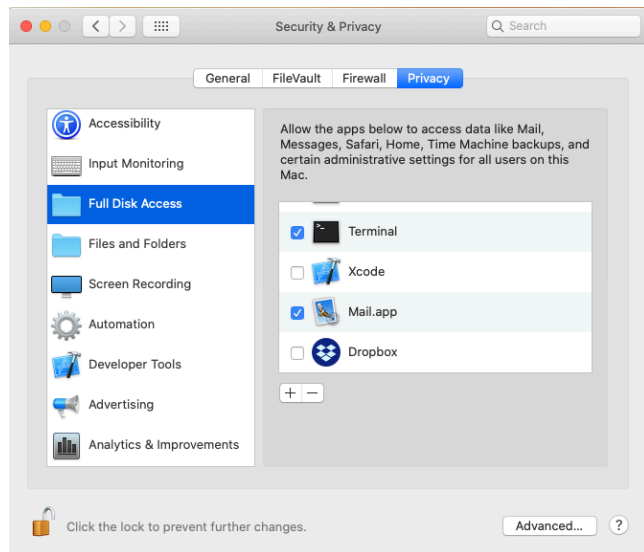 Security & Privacy
Search
General
FileVault
Firewall
Privacy
Accessibility
Input Monitoring
Full Disk Access
Files and Folders
Screen Recording
Automation
Developer Tools
Advertising
Analytics & Improvements
Allow the apps below to access data like Mail,
Messages, Safari, Home, Time Machine backups, and
certain administrative settings for all users on this
Mac.
Terminal
Xcode
Mail.app
Dropbox
+ −
Click the lock to prevent further changes.
Advanced...
?